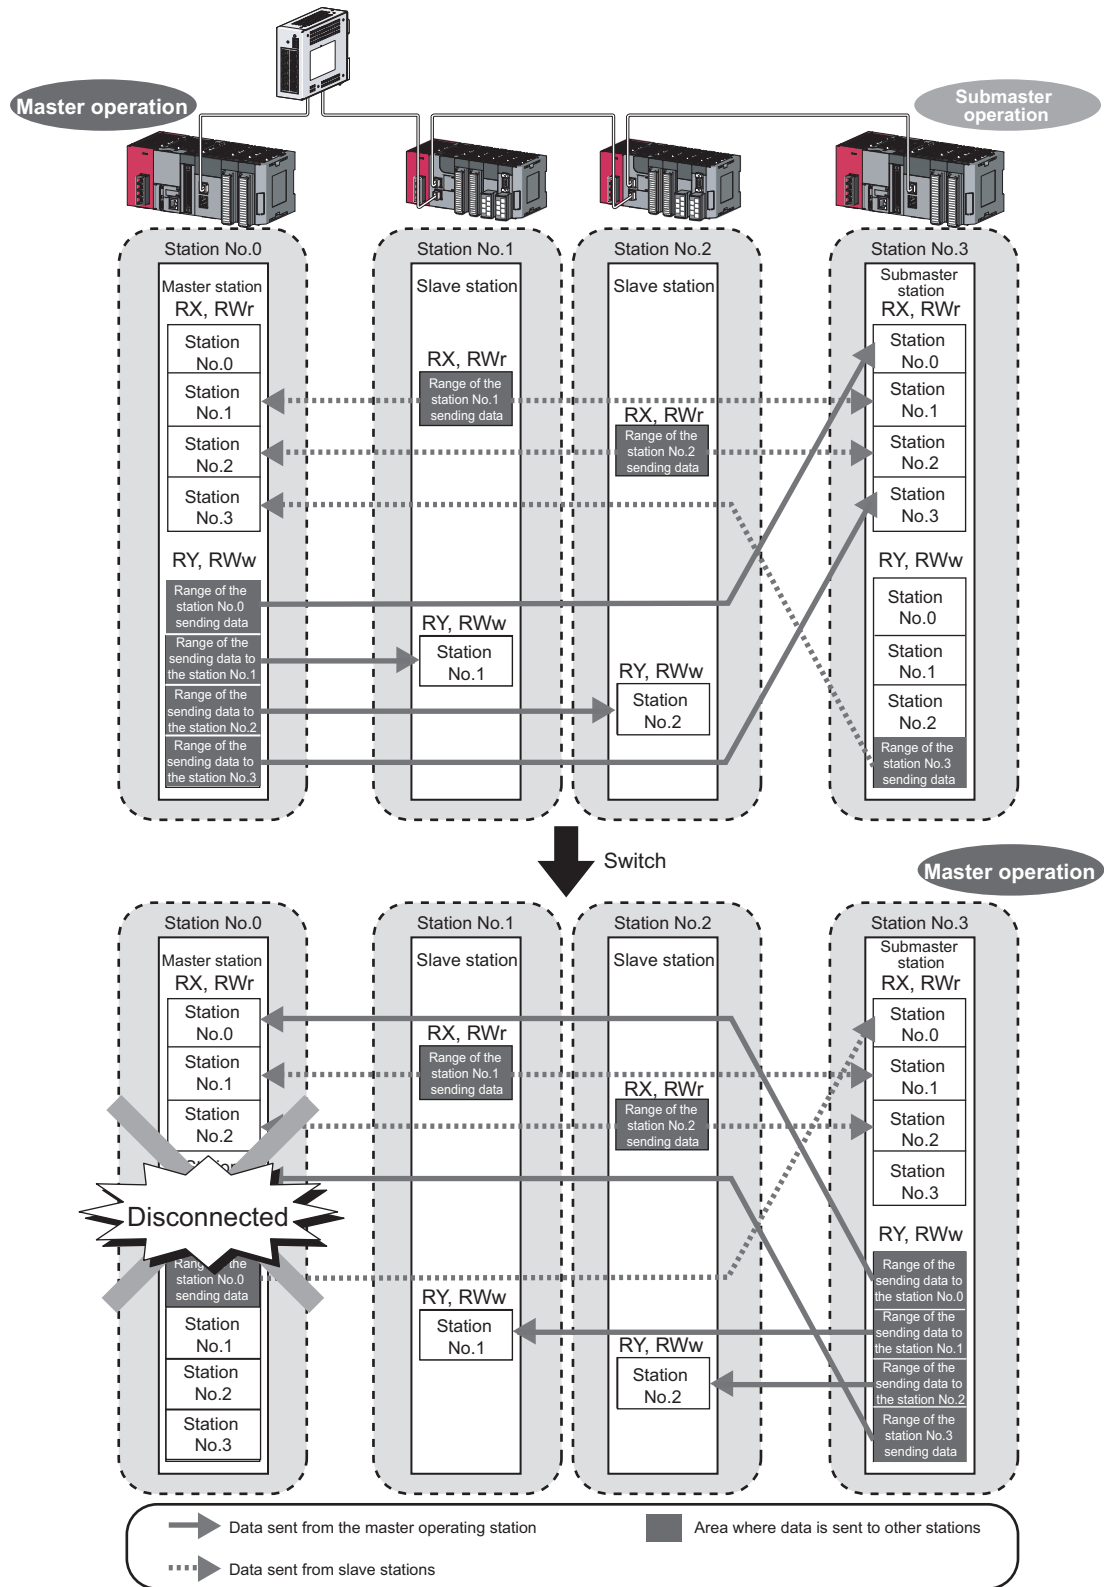 Master operation
Submaster
operation
Station No.0
Station No.1
Station No.2
Station No.3
Master station
RX, RWr
Station
No.0
Station
No.1
Station
No.2
Station
No.3
RY, RWw
Range of the
station No.0
sending data
Range of the
sending data to
the station No.1
Range of the
sending data to
the station No.2
Range of the
sending data to
the station No.3
Slave station
RX, RWr
Range of the
station No.1
sending data
RY, RWw
Station
No.1
Slave station
RX, RWr
Range of the
station No.2
sending data
RY, RWw
Station
No.2
Submaster
station
RX, RWr
Station
No.0
Station
No.1
Station
No.2
Station
No.3
RY, RWw
Station
No.0
Station
No.1
Station
No.2
Range of the
station No.3
sending data
Switch
Master operation
Station No.0
Station No.1
Station No.2
Station No.3
Master station
RX, RWr
Station
No.0
Station
No.1
Station
No.2
Disconnected
Range of the
station No.0
sending data
Station
No.1
Station
No.2
Station
No.3
Slave station
RX, RWr
Range of the
station No.1
sending data
RY, RWw
Station
No.1
Slave station
RX, RWr
Range of the
station No.2
sending data
RY, RWw
Station
No.2
Submaster
station
RX, RWr
Station
No.0
Station
No.1
Station
No.2
Station
No.3
RY, RWw
Range of the
sending data to
the station No.0
Range of the
sending data to
the station No.1
Range of the
sending data to
the station No.2
Range of the
station No.3
sending data
Data sent from the master operating station
Area where data is sent to other stations
Data sent from slave stations